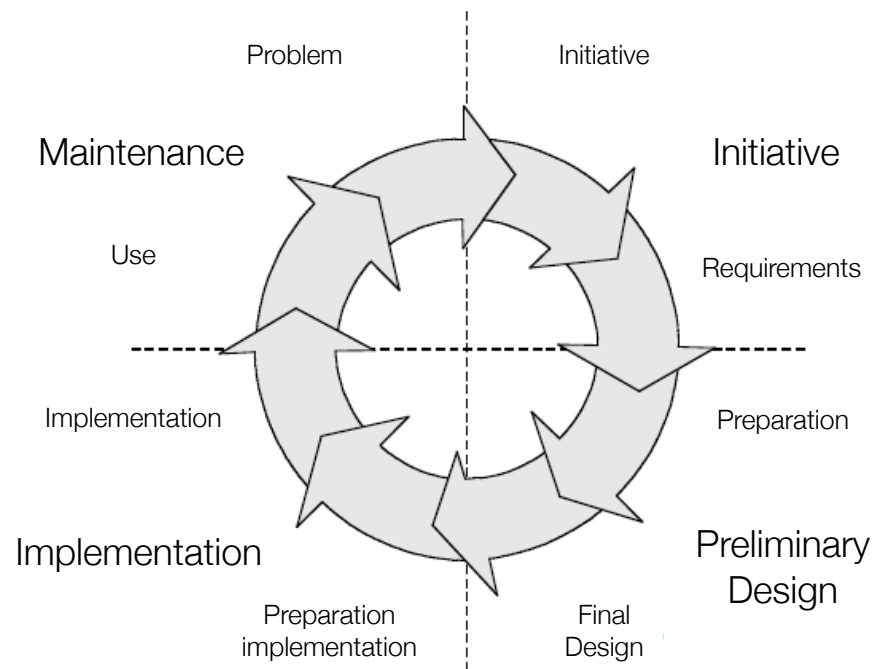 Problem
Initiative
Maintenance
Initiative
Use
Requirements
Implementation
Preparation
Implementation
Preliminary
Design
Preparation
implementation
Final
Design